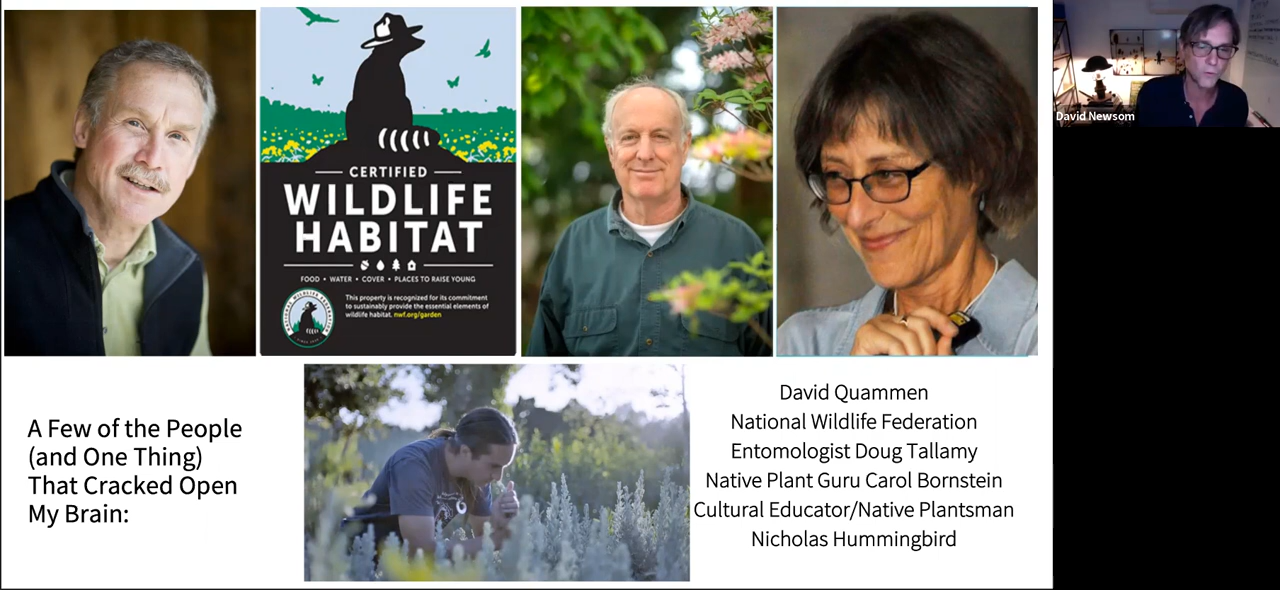 CERTIFIED
WILDLIFE
HABITAT
FOOD • WATER • COVER • PLACES TO RAISE YOUNG
This property is recognized for its commitment
to sustainably provide the essential elements of
wildlife habitat. nwf.org/garden
NATIONAL WILDLIFE FEDERATION
David Newsom
A Few of the People
(and One Thing)
That Cracked Open
My Brain:
David Quammen
National Wildlife Federation
Entomologist Doug Tallamy
Native Plant Guru Carol Bornstein
Cultural Educator/Native Plantsman
Nicholas Hummingbird